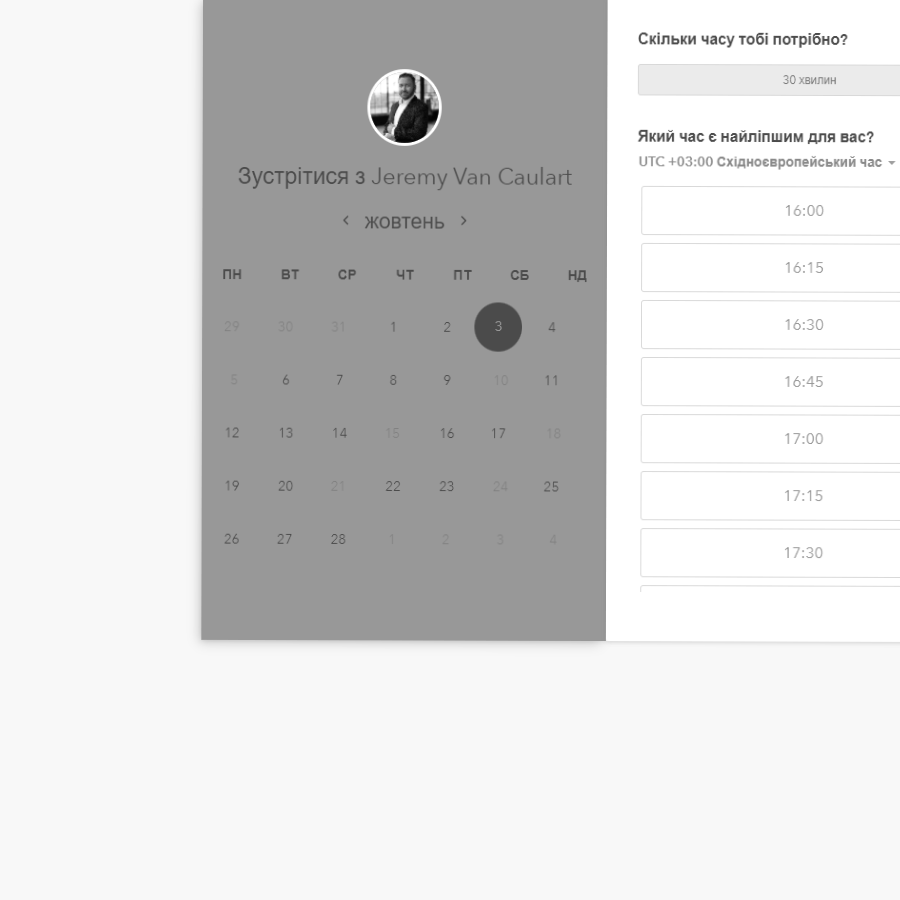 Зустрітися з Jeremy Van Caulart
‹ жовтень ›
ПН ВТ СР ЧТ ПТ СБ НД
29 30 31 1 2 3 4
5 6 7 8 9 10 11
12 13 14 15 16 17 18
19 20 21 22 23 24 25
26 27 28 1 2 3 4
Скільки часу тобі потрібно?
30 хвилин
Який час є найліпшим для вас?
UTC +03:00 Східноєвропейський час
16:00
16:15
16:30
16:45
17:00
17:15
17:30